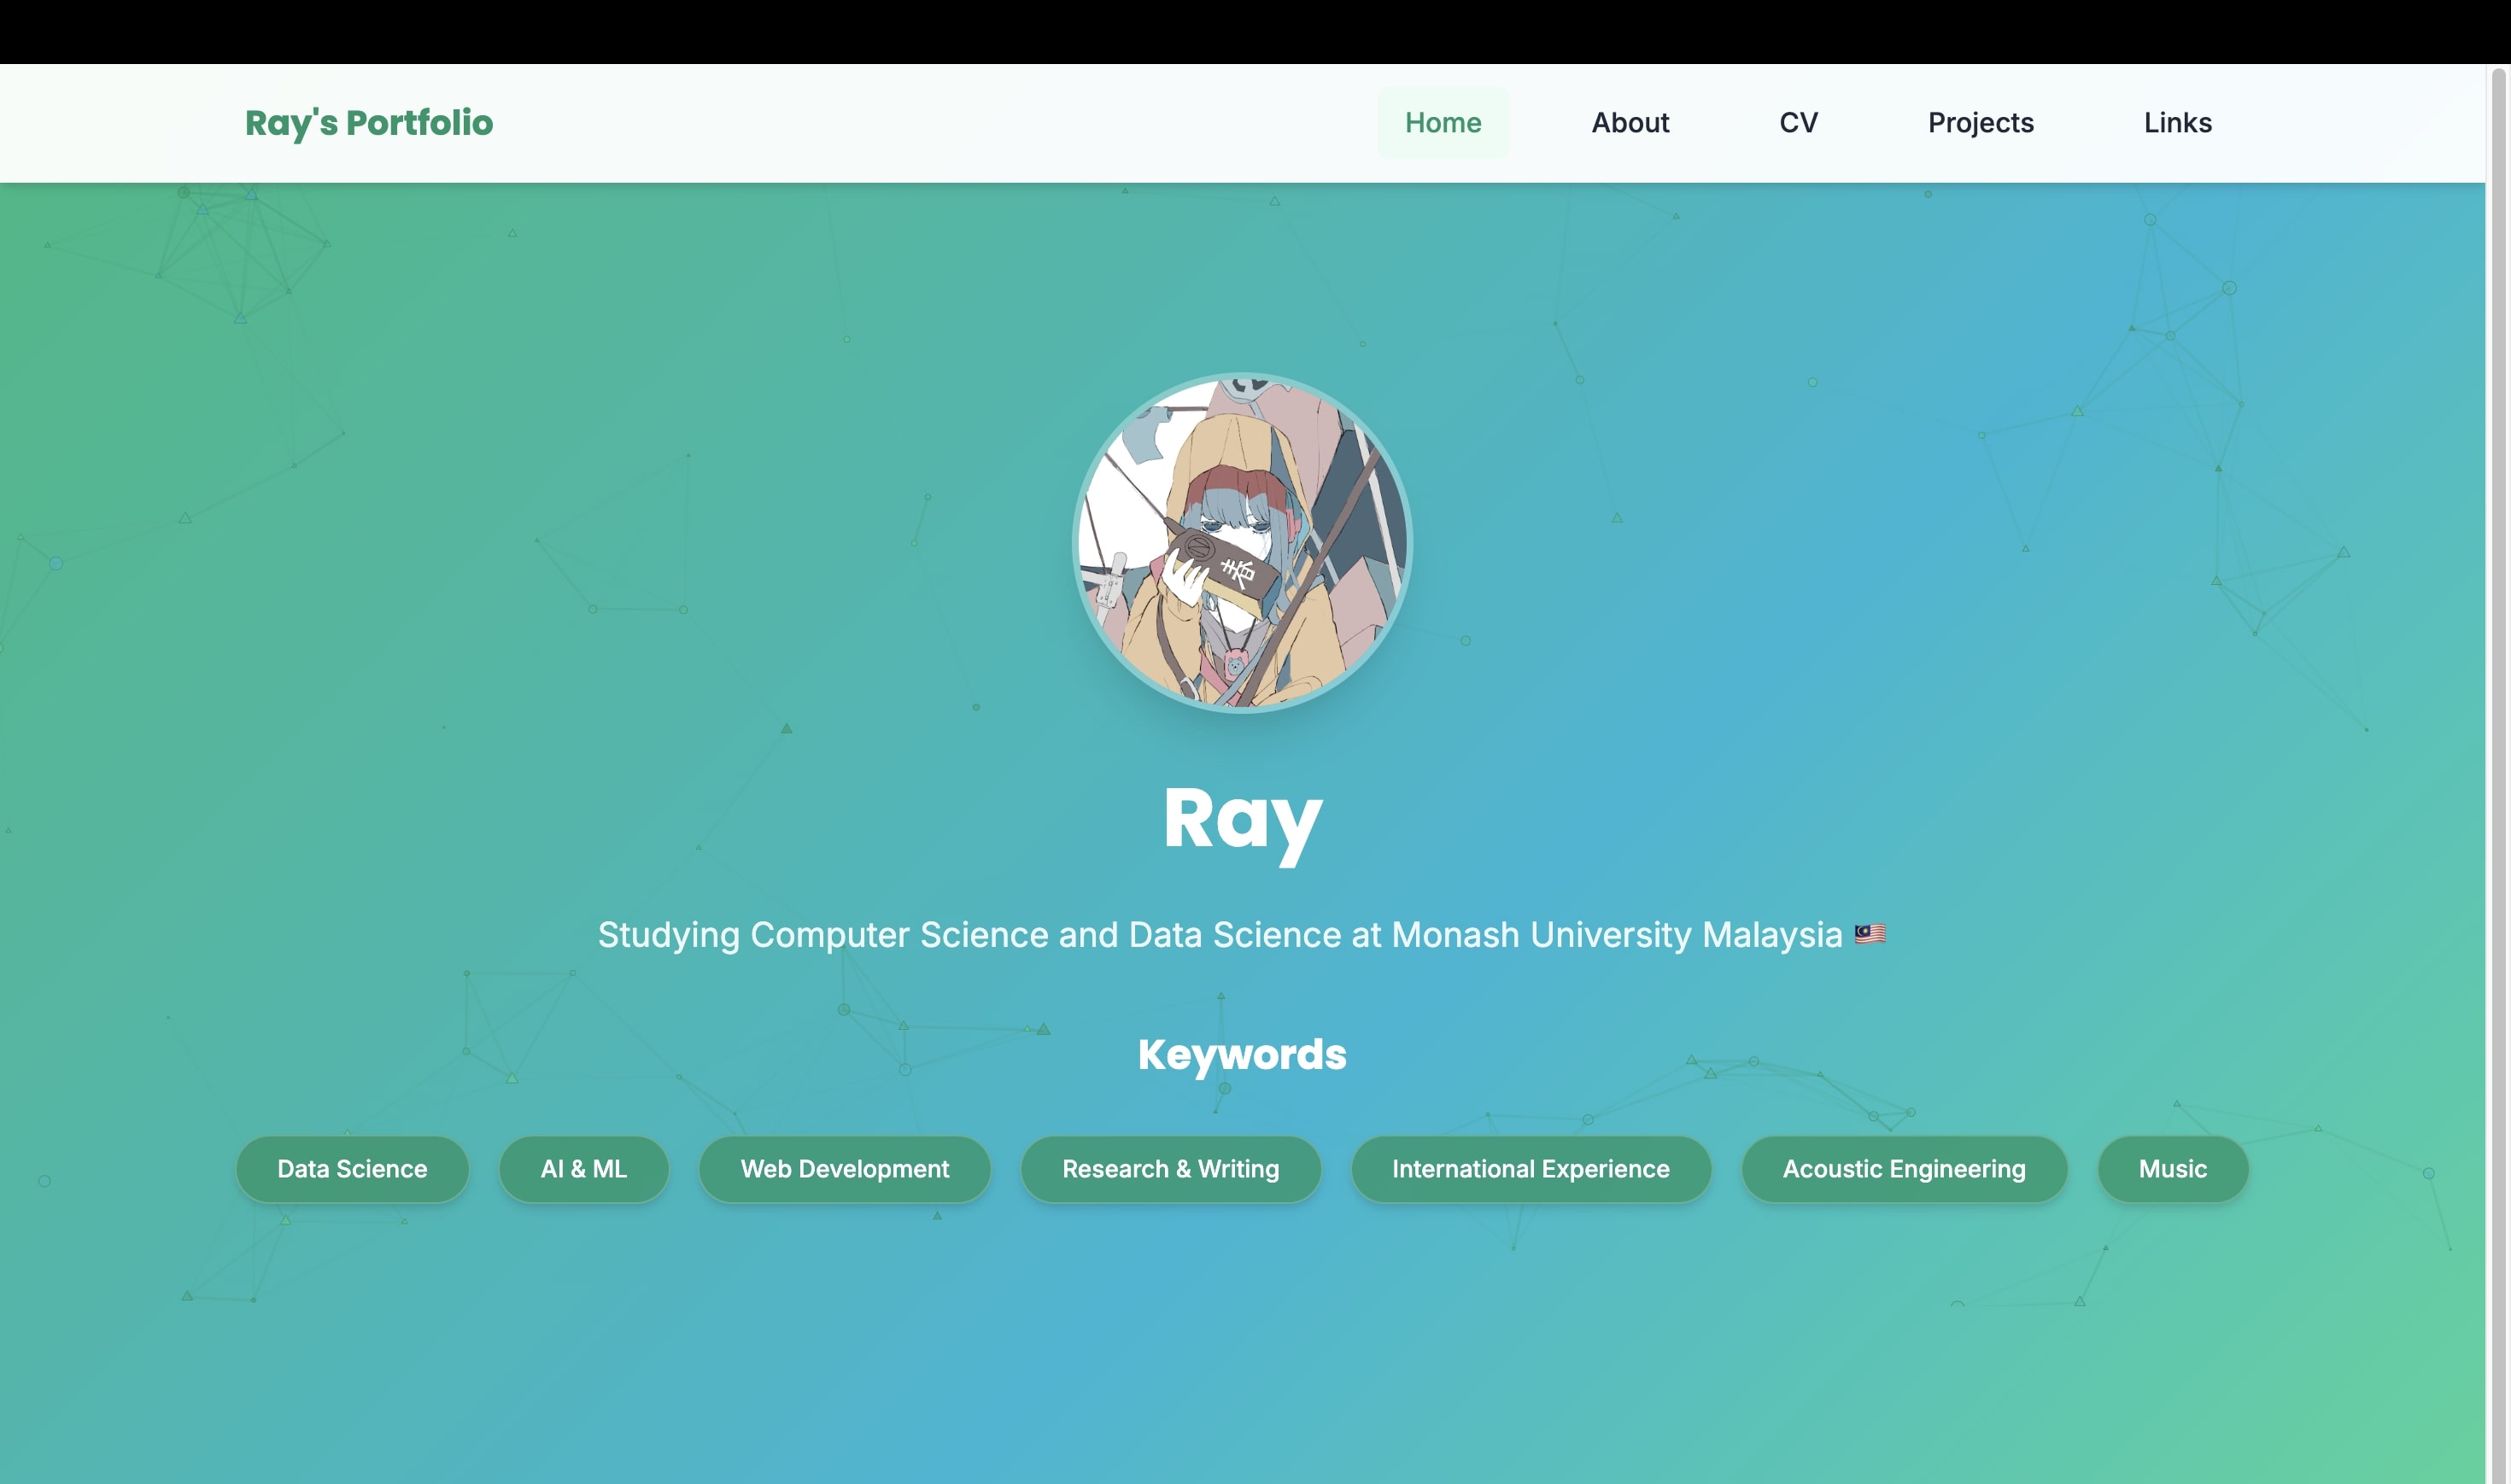 Ray's Portfolio
Home About CV Projects Links
Ray
Studying Computer Science and Data Science at Monash University Malaysia 🇲🇾
Keywords
Data Science AI & ML Web Development Research & Writing International Experience Acoustic Engineering Music